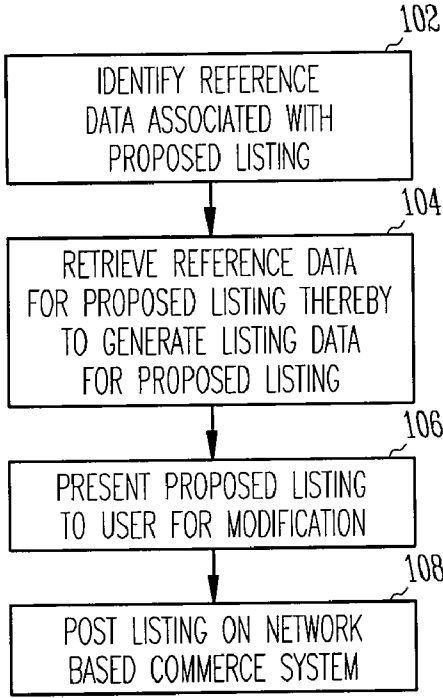 102
IDENTIFY REFERENCE
DATA ASSOCIATED WITH
PROPOSED LISTING
104
RETRIEVE REFERENCE DATA
FOR PROPOSED LISTING THEREBY
TO GENERATE LISTING DATA
FOR PROPOSED LISTING
106
PRESENT PROPOSED LISTING
TO USER FOR MODIFICATION
108
POST LISTING ON NETWORK
BASED COMMERCE SYSTEM